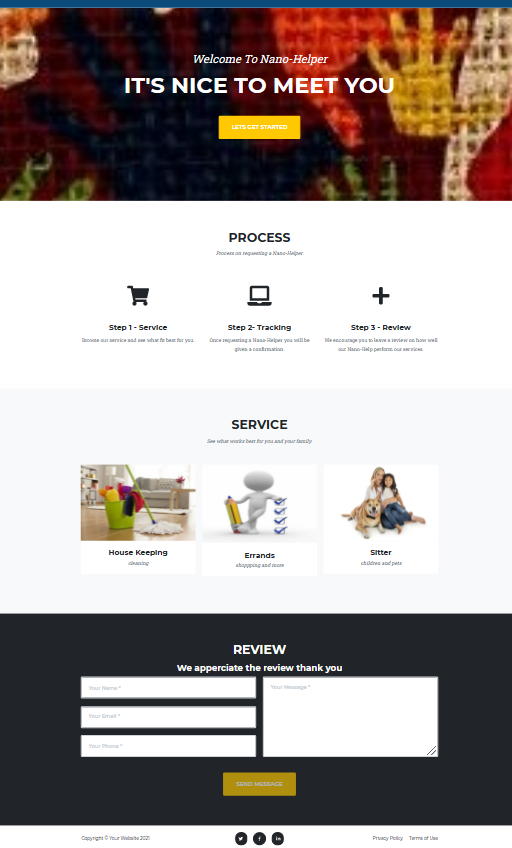 Welcome To Nano-Helper
IT'S NICE TO MEET YOU
LETS GET STARTED
PROCESS
Process on requesting a Nano-Helper.
Step 1 - Service
Browse our service and see what fit best for you.
Step 2- Tracking
Once requesting a Nano-Helper you will be
given a confirmation.
Step 3 - Review
We encourage you to leave a review on how well
our Nano-Help perform our services.
SERVICE
See what works best for you and your family
House Keeping
cleaning
Errands
shoppping and more
Sitter
children and pets
REVIEW
We apperciate the review thank you
Your Name *
Your Email *
Your Phone *
Your Message *
SEND MESSAGE
Copyright © Your Website 2021
Privacy Policy Terms of Use